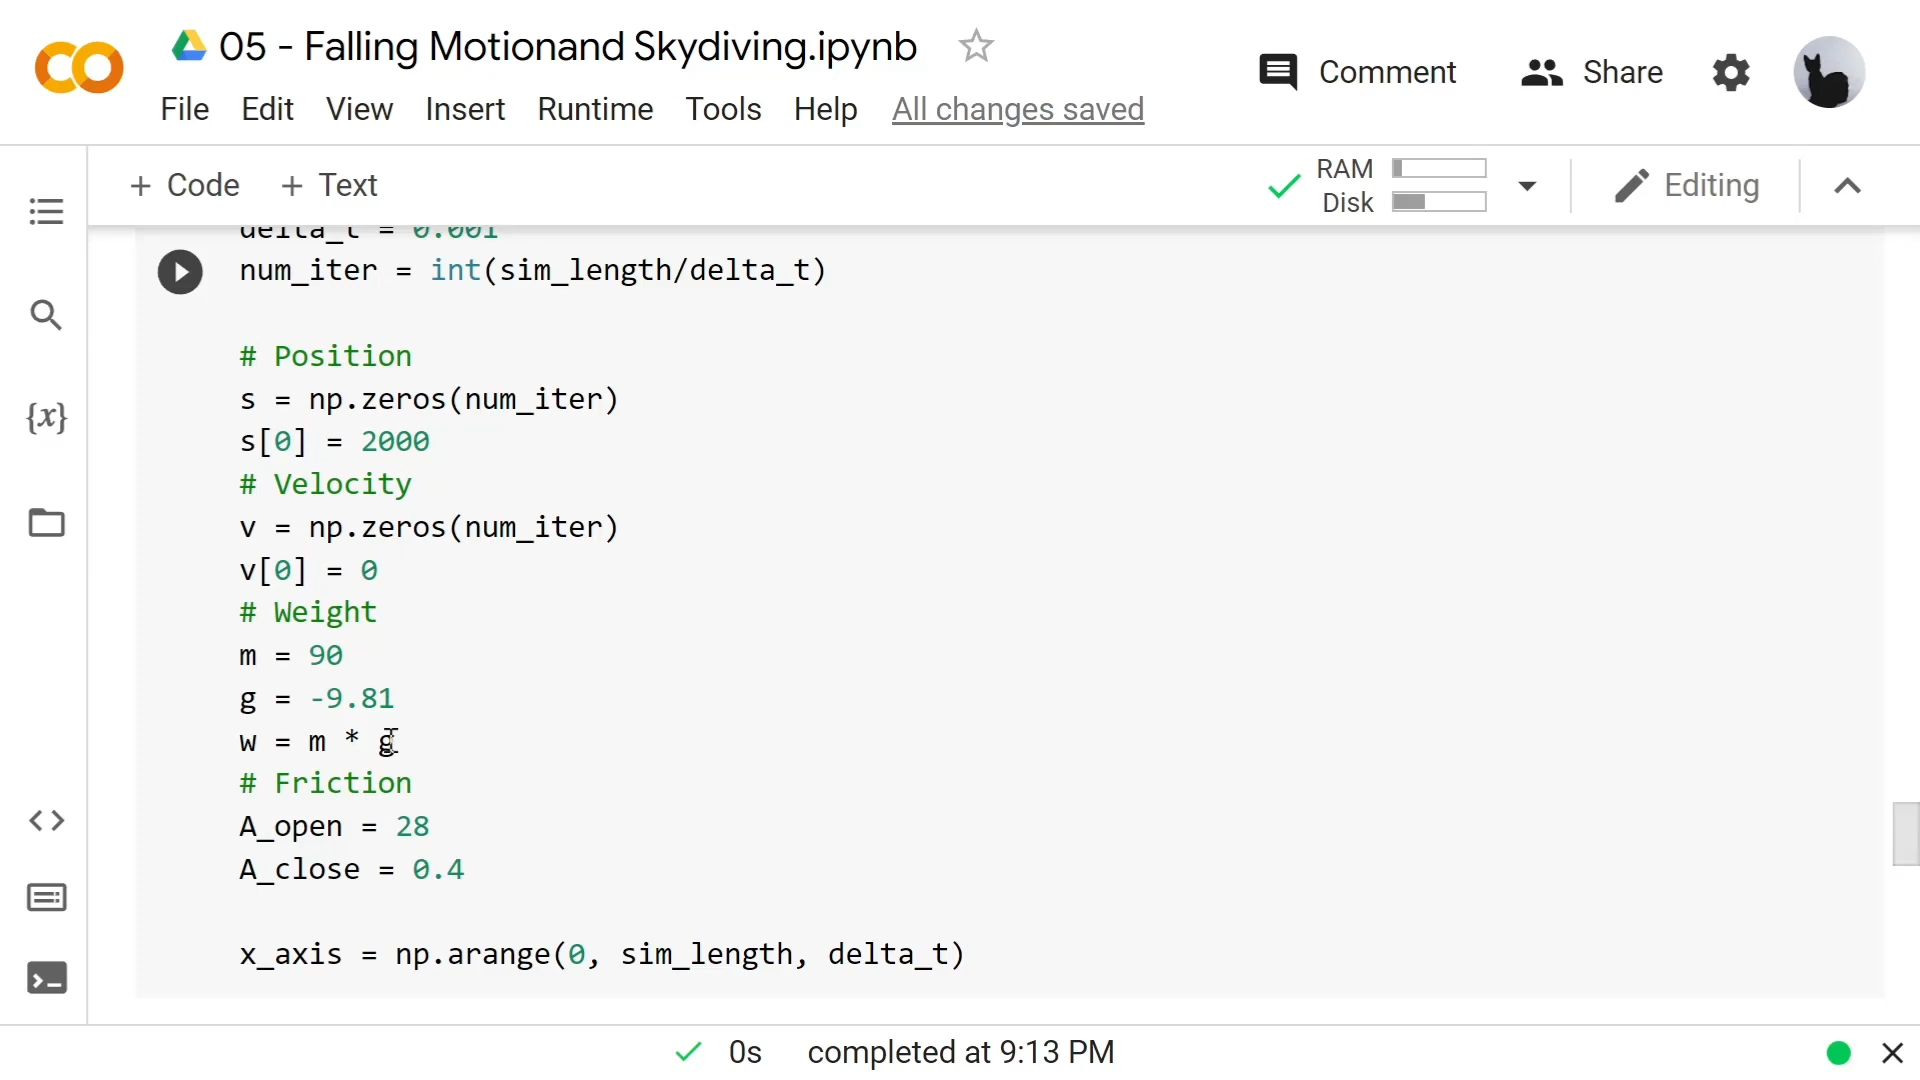 05 - Falling Motionand Skydiving.ipynb
Comment
Share
File Edit View Insert Runtime Tools Help All changes saved
+ Code + Text
RAM
Disk
Editing
delta_t = 0.001
num_iter = int(sim_length/delta_t)
# Position
s = np.zeros(num_iter)
s[0] = 2000
# Velocity
v = np.zeros(num_iter)
v[0] = 0
# Weight
m = 90
g = -9.81
w = m * g
# Friction
A_open = 28
A_close = 0.4
x_axis = np.arange(0, sim_length, delta_t)
{x}
0s completed at 9:13 PM